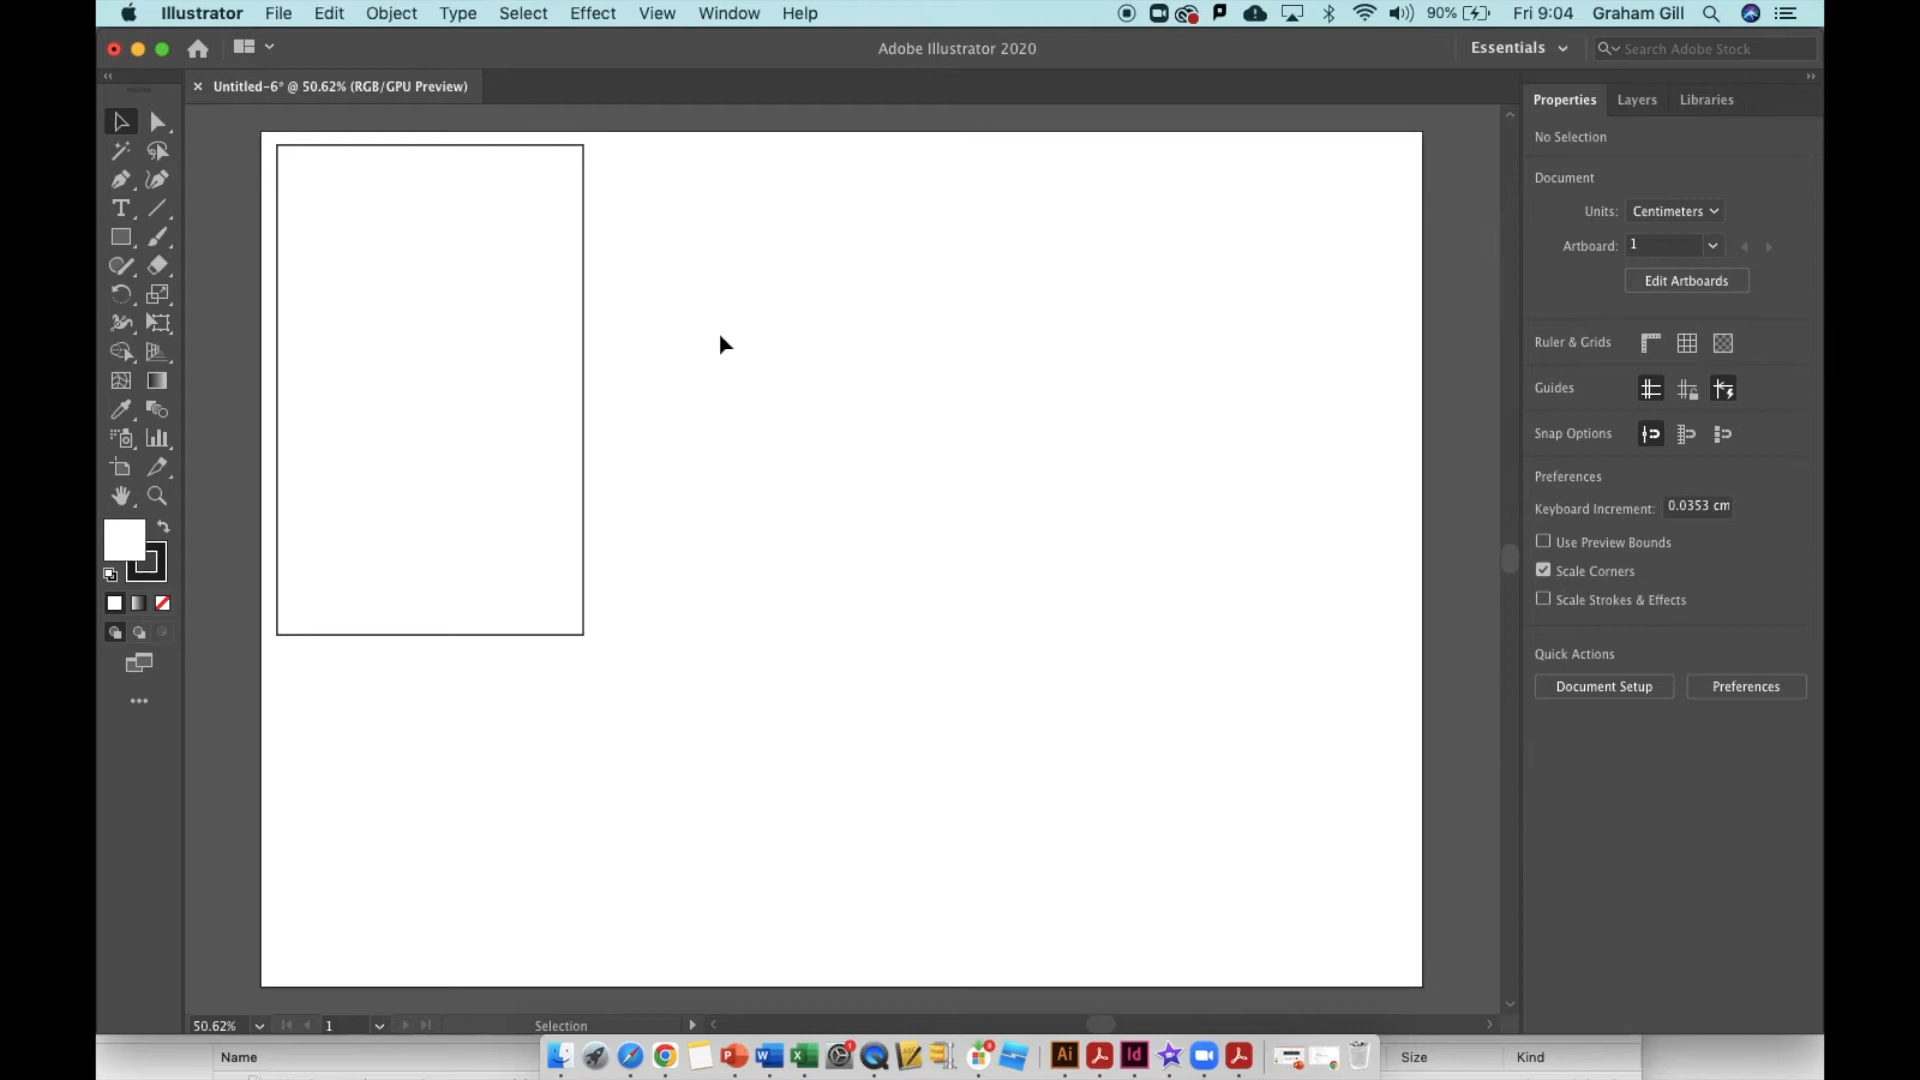 Illustrator File Edit Object Type Select Effect View Window Help 90% Fri 9:04 Graham Gill
Adobe Illustrator 2020 Essentials Search Adobe Stock
Untitled-6* @ 50.62% (RGB/GPU Preview)
Properties Layers Libraries
No Selection
Document
Units: Centimeters
Artboard: 1
Edit Artboards
Ruler & Grids
Guides
Snap Options
Preferences
Keyboard Increment: 0.0353 cm
Use Preview Bounds
Scale Corners
Scale Strokes & Effects
Quick Actions
Document Setup Preferences
50.62% 1 Selection
Name Size Kind